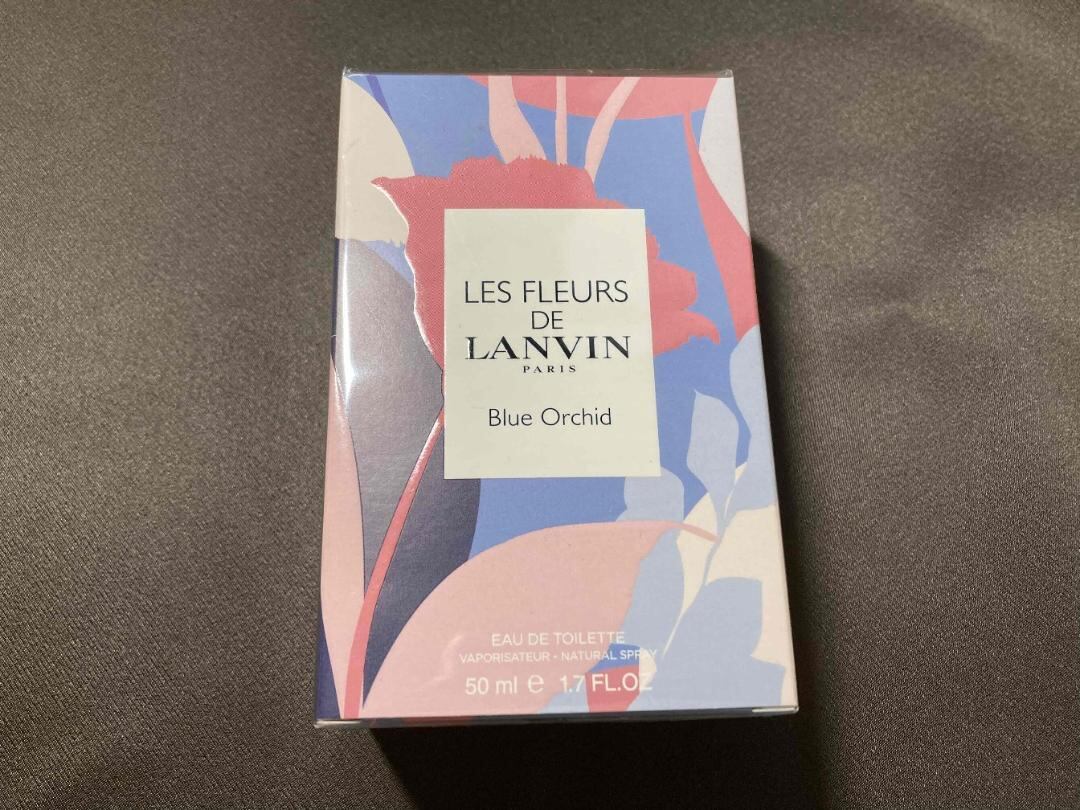 LES FLEURS
DE
LANVIN
PARIS
Blue Orchid
EAU DE TOILETTE
VAPORISATEUR • NATURAL SPRAY
50 ml ℮ 1.7 FL.OZ